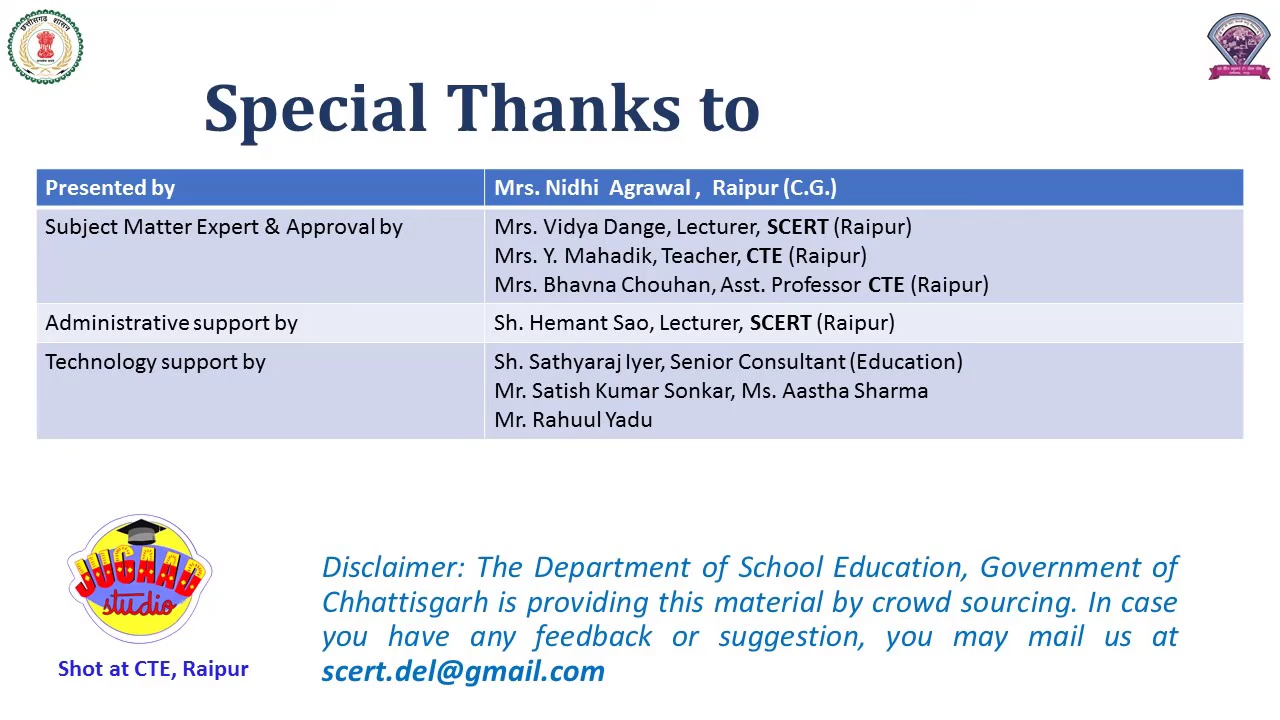 छत्तीसगढ़ शासन
Special Thanks to
Presented by
Mrs. Nidhi Agrawal , Raipur (C.G.)
Subject Matter Expert & Approval by
Mrs. Vidya Dange, Lecturer, SCERT (Raipur)
Mrs. Y. Mahadik, Teacher, CTE (Raipur)
Mrs. Bhavna Chouhan, Asst. Professor CTE (Raipur)
Administrative support by
Sh. Hemant Sao, Lecturer, SCERT (Raipur)
Technology support by
Sh. Sathyaraj Iyer, Senior Consultant (Education)
Mr. Satish Kumar Sonkar, Ms. Aastha Sharma
Mr. Rahuul Yadu
JUGAAD
studio
Shot at CTE, Raipur
Disclaimer: The Department of School Education, Government of
Chhattisgarh is providing this material by crowd sourcing. In case
you have any feedback or suggestion, you may mail us at
scert.del@gmail.com